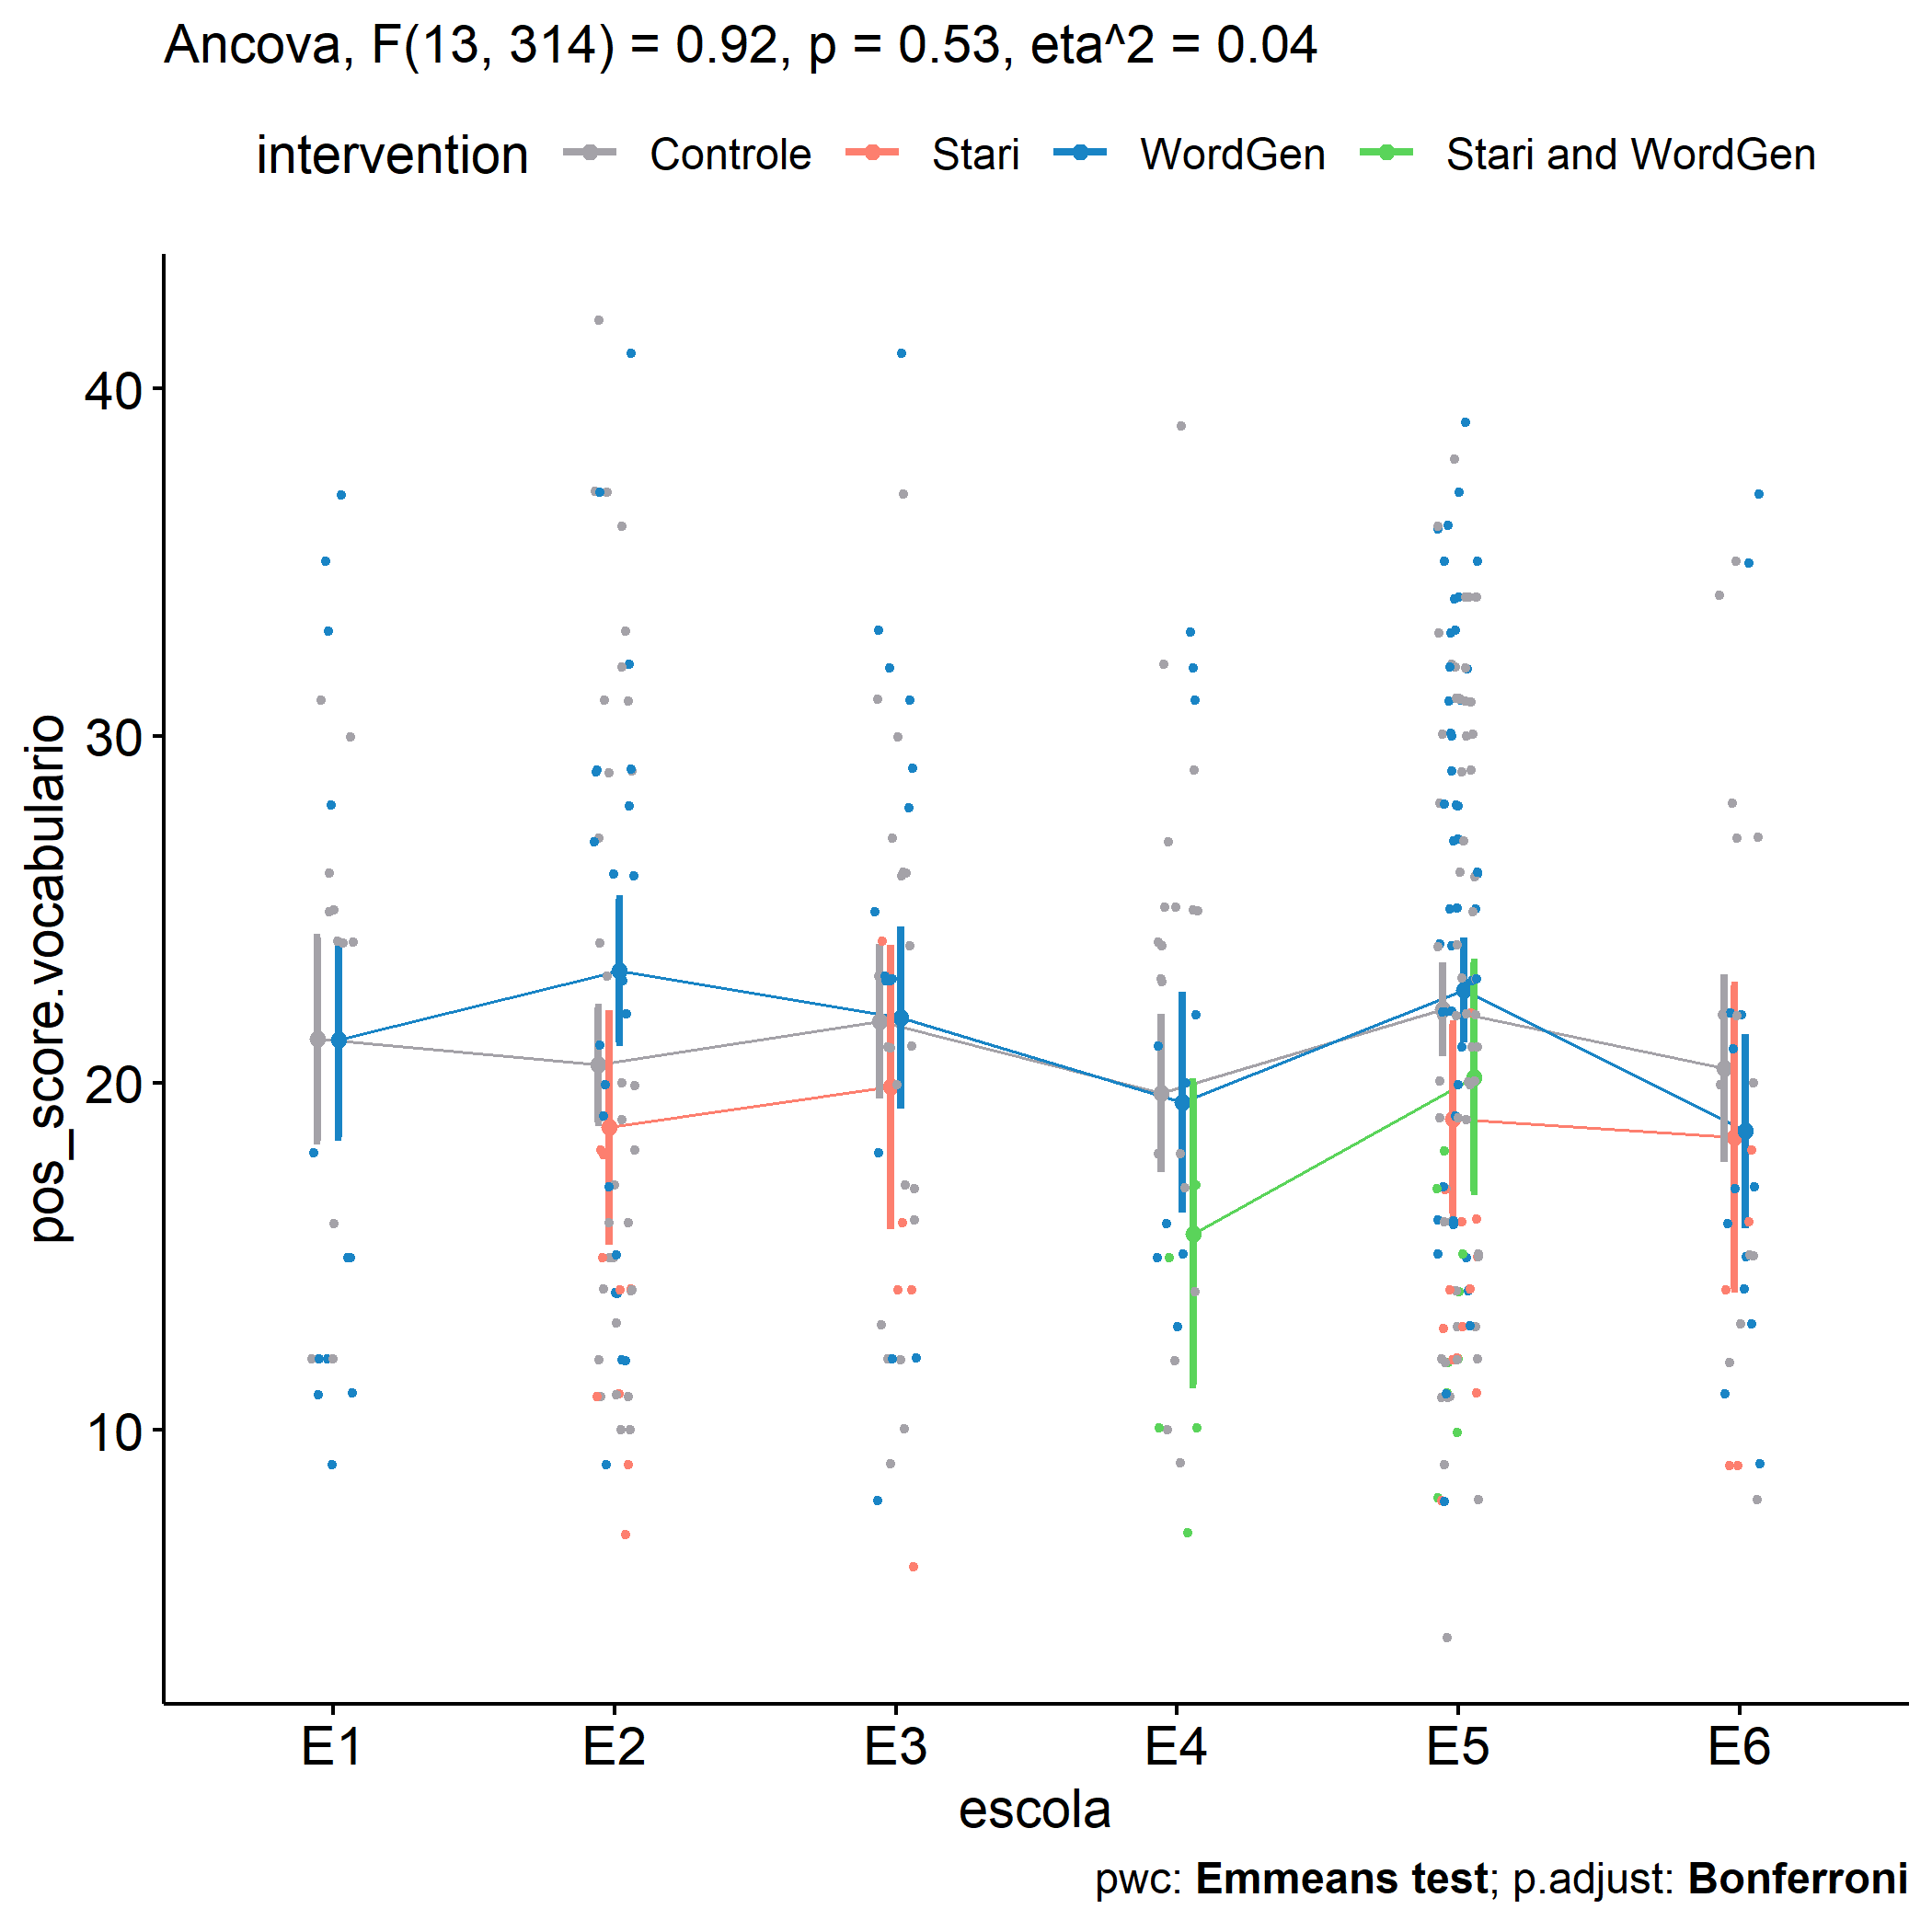 Ancova, F(13, 314) = 0.92, p = 0.53, eta^2 = 0.04
intervention Controle Stari WordGen Stari and WordGen
pos_score.vocabulario
40
30
20
10
E1 E2 E3 E4 E5 E6
escola
pwc: Emmeans test; p.adjust: Bonferroni